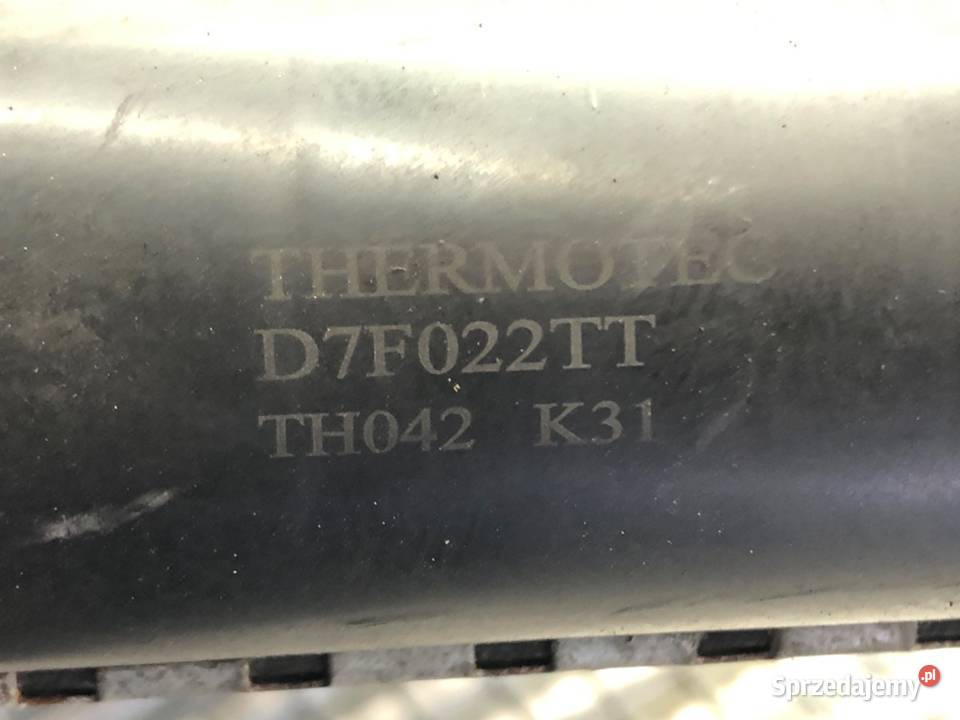 THERMOTEC
D7F022TT
TH042 K31
Sprzedajemy.pl